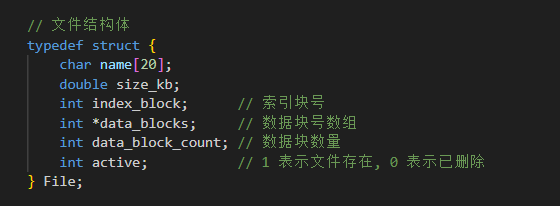 // 文件结构体
typedef struct {
    char name[20];
    double size_kb;
    int index_block;      // 索引块号
    int *data_blocks;     // 数据块号数组
    int data_block_count; // 数据块数量
    int active;           // 1 表示文件存在, 0 表示已删除
} File;